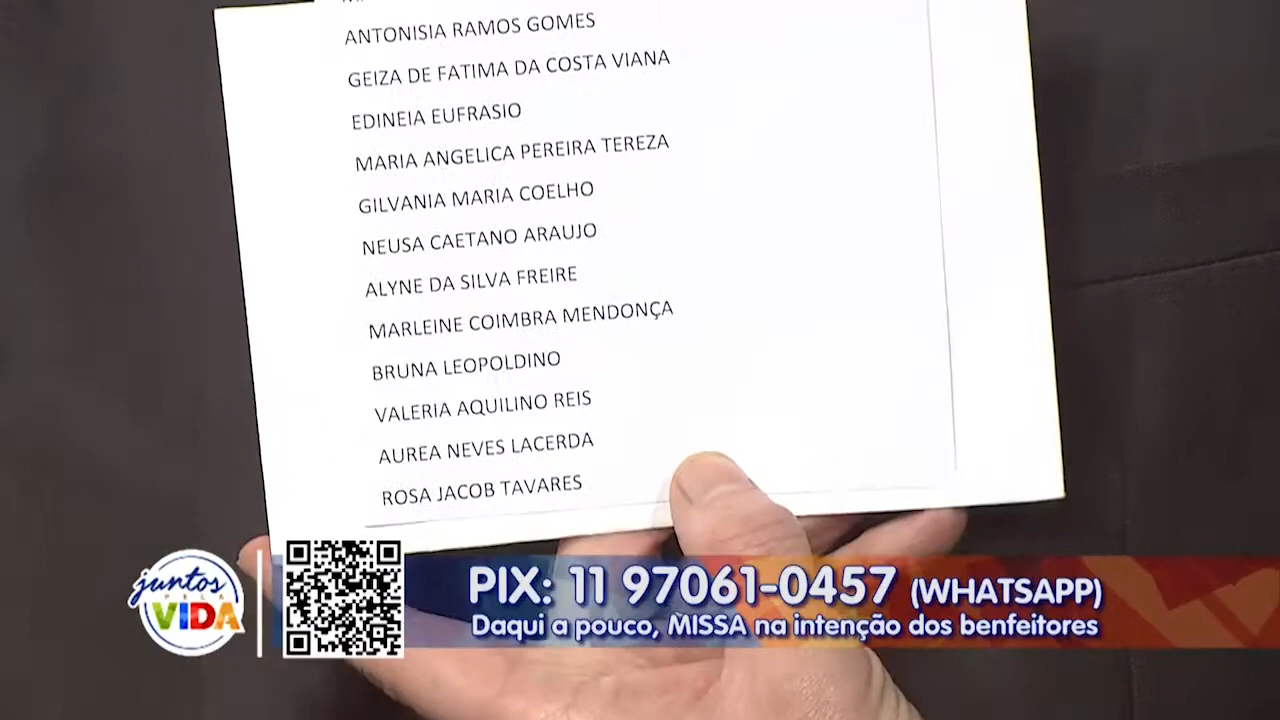 ANTONISIA RAMOS GOMES
GEIZA DE FATIMA DA COSTA VIANA
EDINEIA EUFRASIO
MARIA ANGELICA PEREIRA TEREZA
GILVANIA MARIA COELHO
NEUSA CAETANO ARAUJO
ALYNE DA SILVA FREIRE
MARLEINE COIMBRA MENDONÇA
BRUNA LEOPOLDINO
VALERIA AQUILINO REIS
AUREA NEVES LACERDA
ROSA JACOB TAVARES
juntos
PELA
VIDA
PIX: 11 97061-0457 (WHATSAPP)
Daqui a pouco, MISSA na intenção dos benfeitores